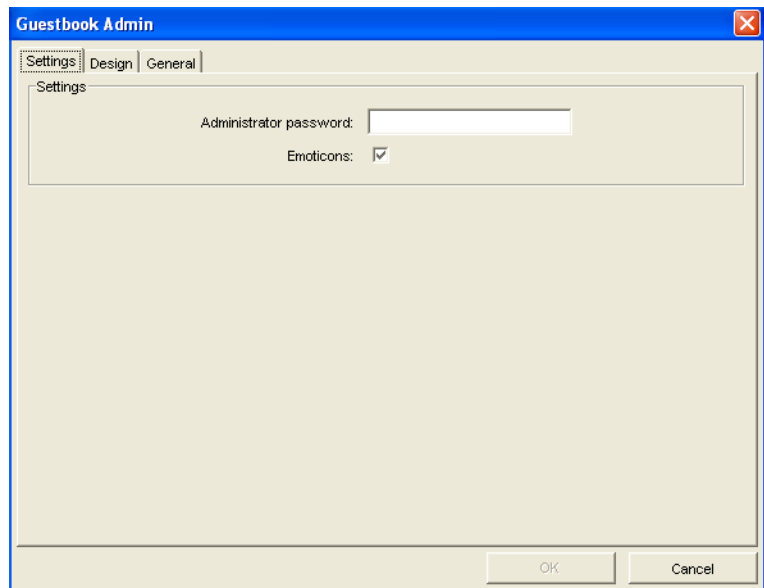 Guestbook Admin
Settings Design General
Settings
Administrator password:
Emoticons:
OK Cancel